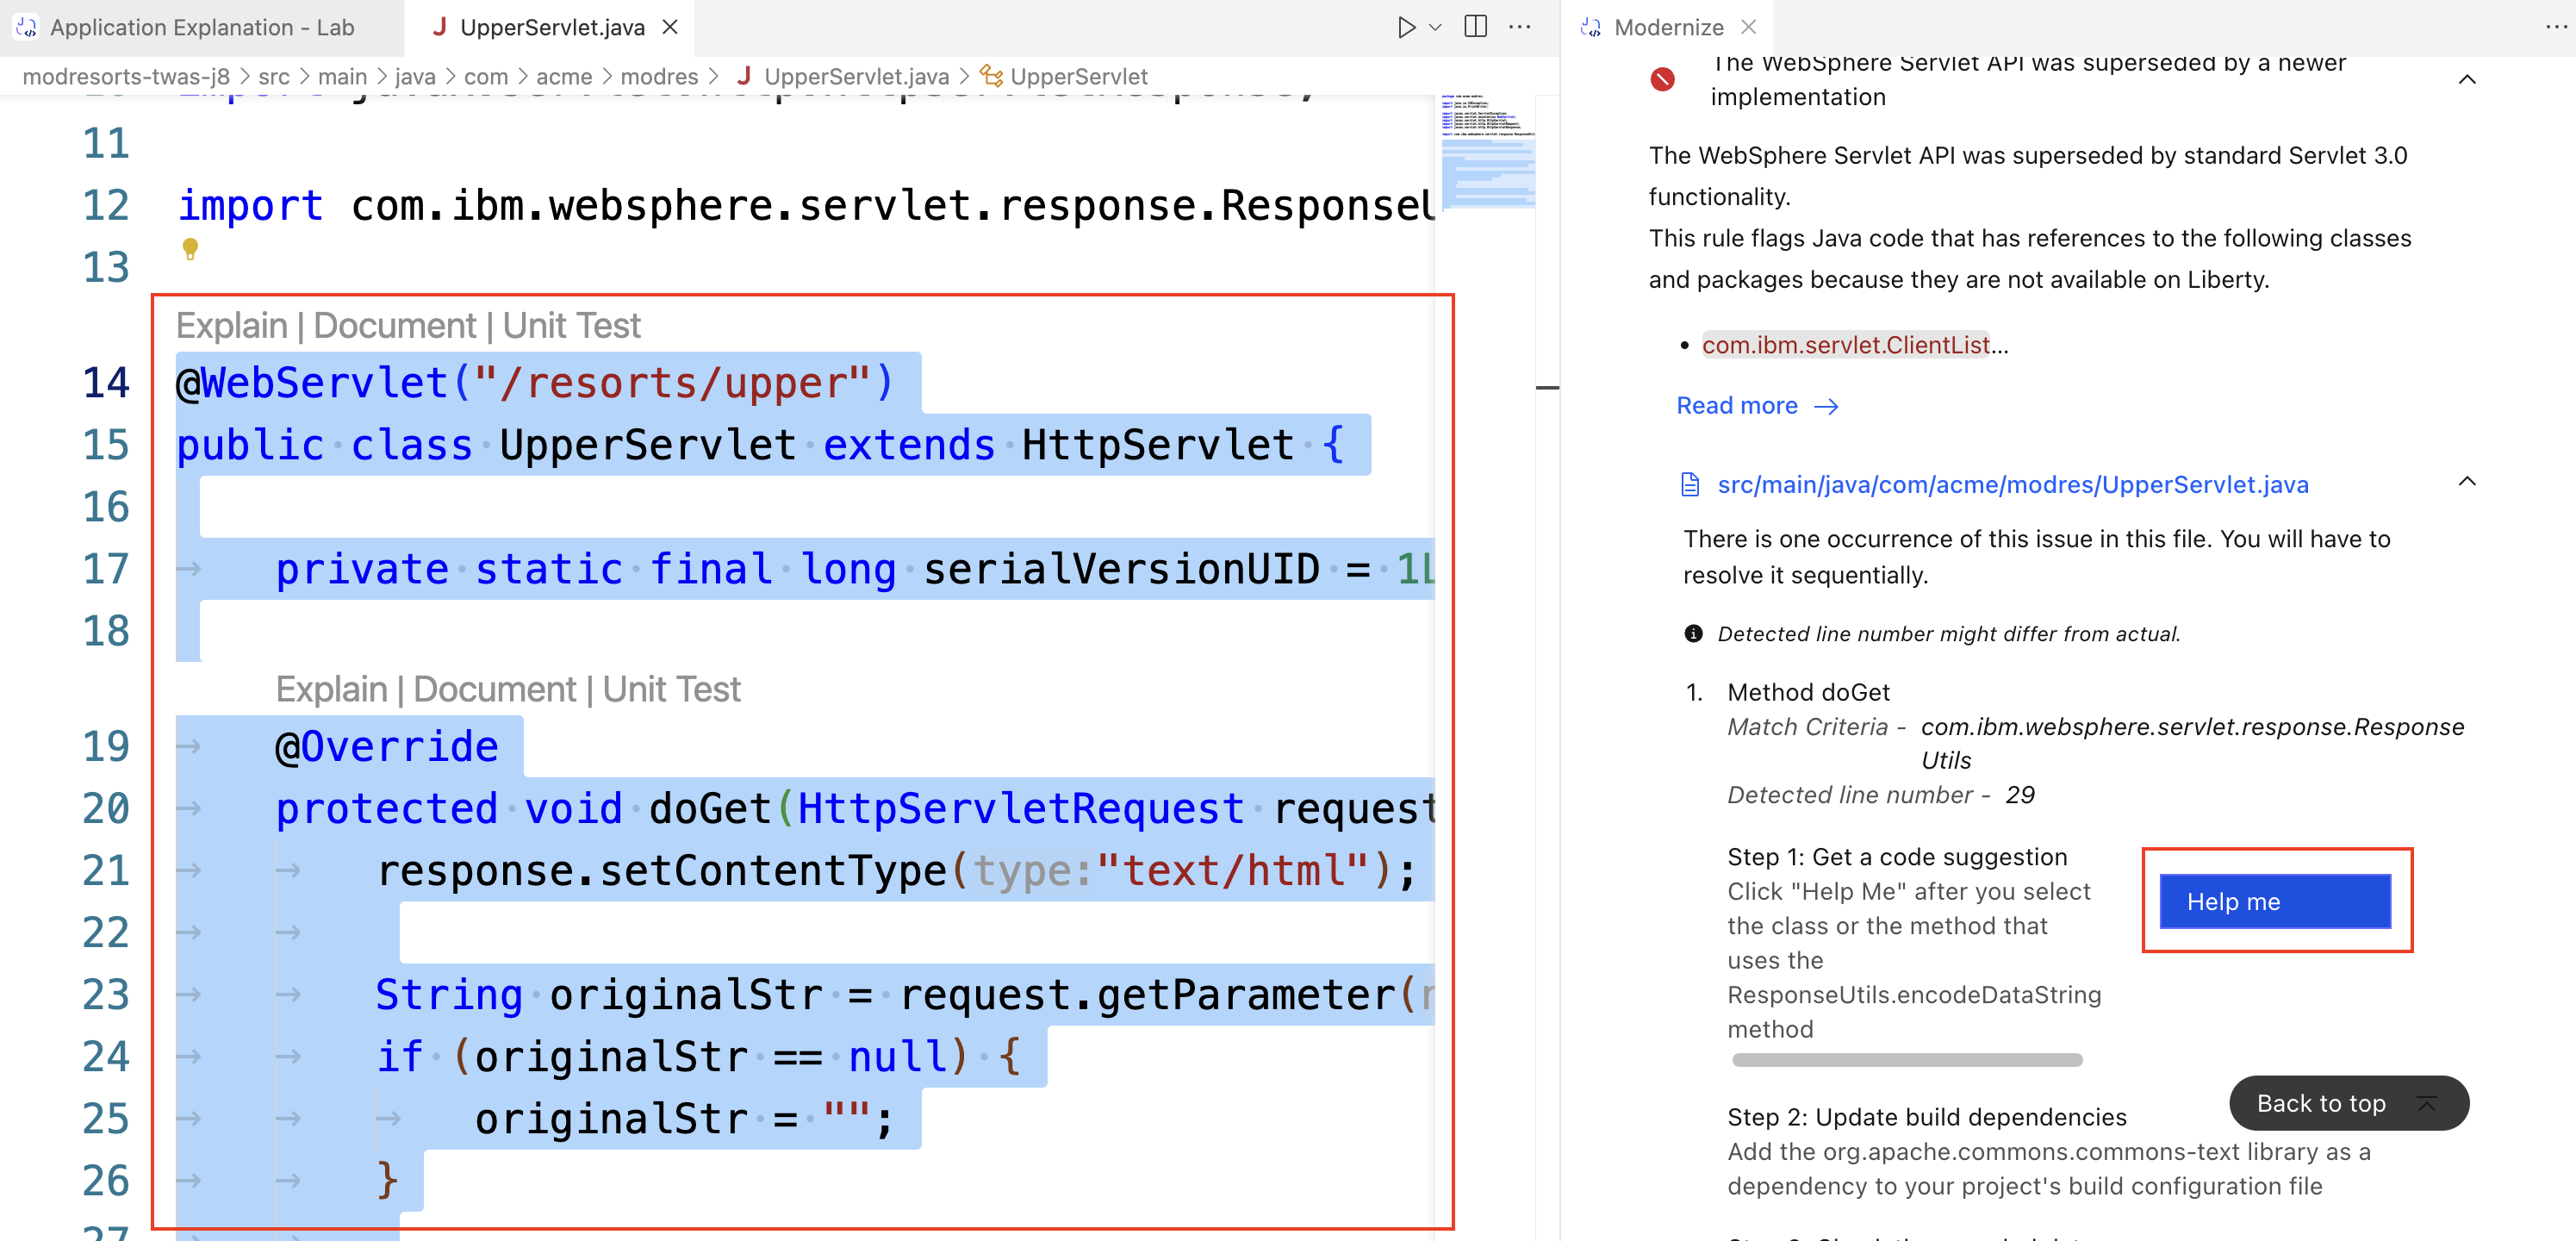 Application Explanation - Lab
J UpperServlet.java
modresorts-twas-j8 > src > main > java > com > acme > modres > J UpperServlet.java > UpperServlet
11
12 import com.ibm.websphere.servlet.response.Response
13
Explain | Document | Unit Test
14 @WebServlet("/resorts/upper")
15 public class UpperServlet extends HttpServlet {
16
17 private static final long serialVersionUID = 1L
18
Explain | Document | Unit Test
19 @Override
20 protected void doGet(HttpServletRequest request
21 response.setContentType(type:"text/html");
22
23 String originalStr = request.getParameter(
24 if (originalStr == null) {
25 originalStr = "";
26 }
27
Modernize
The WebSphere Servlet API was superseded by a newer
implementation
The WebSphere Servlet API was superseded by standard Servlet 3.0
functionality.
This rule flags Java code that has references to the following classes
and packages because they are not available on Liberty.
• com.ibm.servlet.ClientList...
Read more →
src/main/java/com/acme/modres/UpperServlet.java
There is one occurrence of this issue in this file. You will have to
resolve it sequentially.
Detected line number might differ from actual.
1. Method doGet
Match Criteria - com.ibm.websphere.servlet.response.Response
Utils
Detected line number - 29
Step 1: Get a code suggestion
Click "Help Me" after you select
the class or the method that
uses the
ResponseUtils.encodeDataString
method
Help me
Step 2: Update build dependencies
Back to top
Add the org.apache.commons.commons-text library as a
dependency to your project's build configuration file